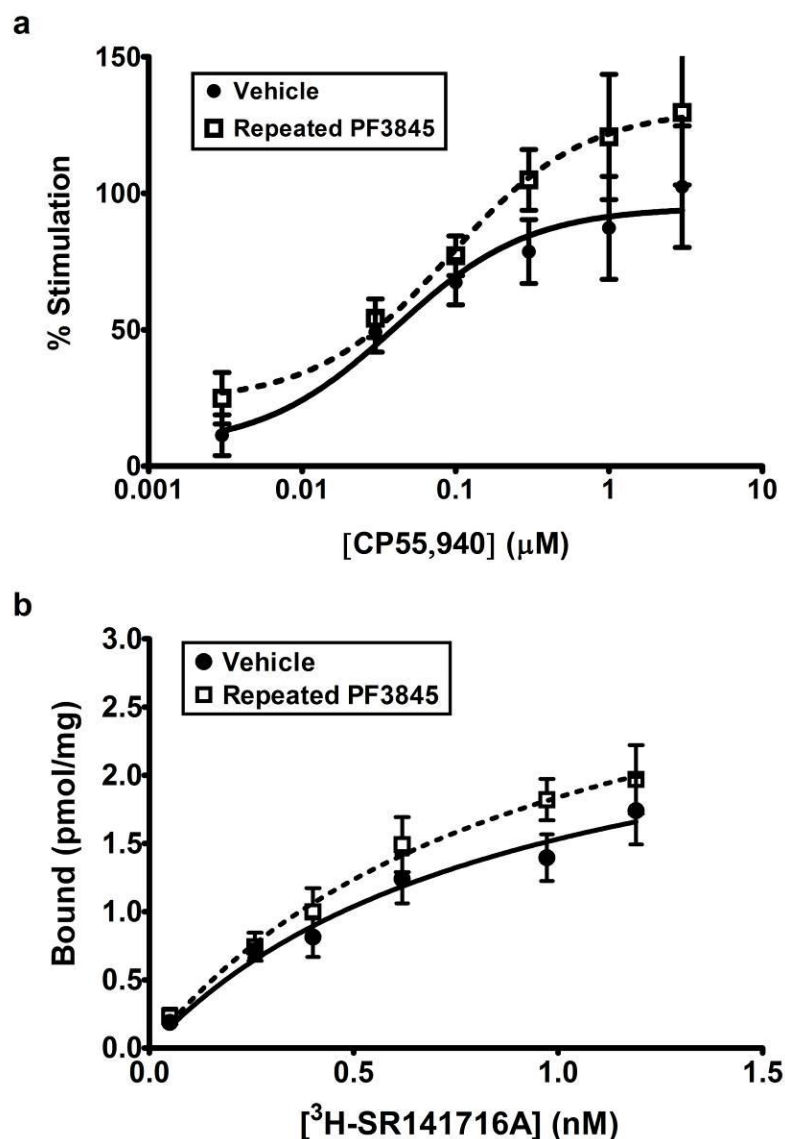 a
150
Vehicle
Repeated PF3845
100
% Stimulation
50
0
0.001 0.01 0.1 1 10
[CP55,940] (μM)
b
3.0
Vehicle
2.5
Repeated PF3845
2.0
Bound (pmol/mg)
1.5
1.0
0.5
0.0
0.0 0.5 1.0 1.5
[³H-SR141716A] (nM)